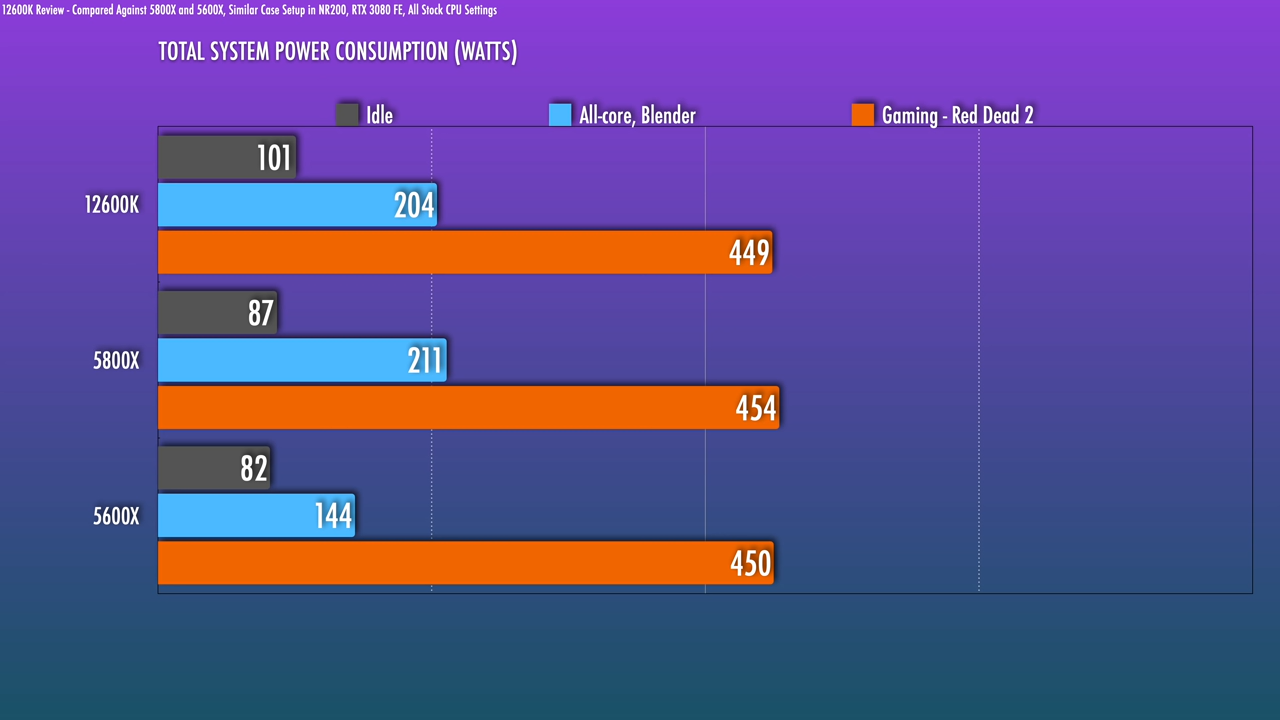 12600K Review - Compared Against 5800X and 5600X, Similar Case Setup in NR200, RTX 3080 FE, All Stock CPU Settings
TOTAL SYSTEM POWER CONSUMPTION (WATTS)
Idle All-core, Blender Gaming - Red Dead 2
101
12600K 204
449
87
5800X 211
454
82
5600X 144
450